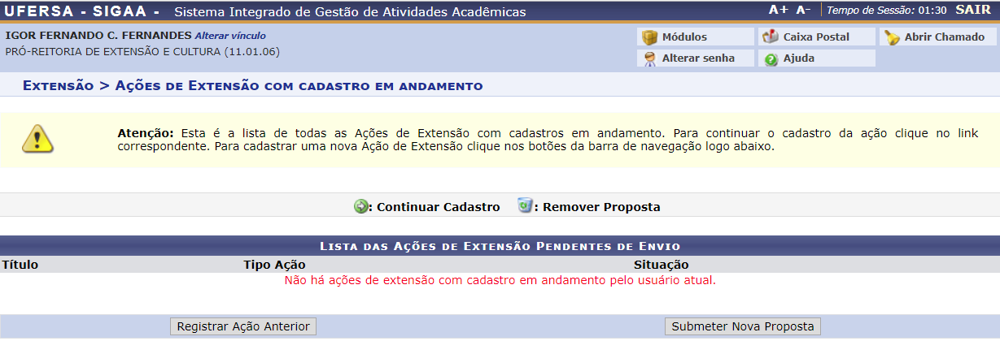 UFERSA - SIGAA - Sistema Integrado de Gestão de Atividades Acadêmicas A+ A- Tempo de Sessão: 01:30 SAIR
IGOR FERNANDO C. FERNANDES Alterar vínculo
PRÓ-REITORIA DE EXTENSÃO E CULTURA (11.01.06)
Módulos Caixa Postal Abrir Chamado
Alterar senha Ajuda
Extensão > Ações de Extensão com cadastro em andamento
Atenção: Esta é a lista de todas as Ações de Extensão com cadastros em andamento. Para continuar o cadastro da ação clique no link
correspondente. Para cadastrar uma nova Ação de Extensão clique nos botões da barra de navegação logo abaixo.
: Continuar Cadastro : Remover Proposta
Lista das Ações de Extensão Pendentes de Envio
Título Tipo Ação Situação
Não há ações de extensão com cadastro em andamento pelo usuário atual.
Registrar Ação Anterior Submeter Nova Proposta